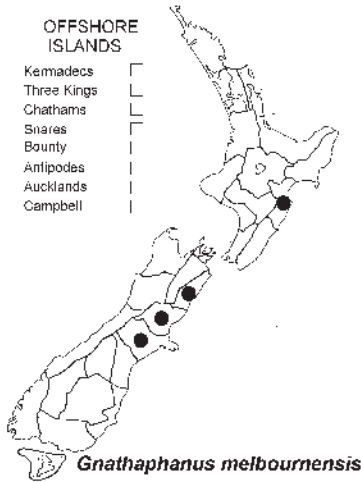 OFFSHORE
ISLANDS
Kermadecs
Three Kings
Chathams
Snares
Bounty
Antipodes
Aucklands
Campbell
Gnathaphanus melbournensis